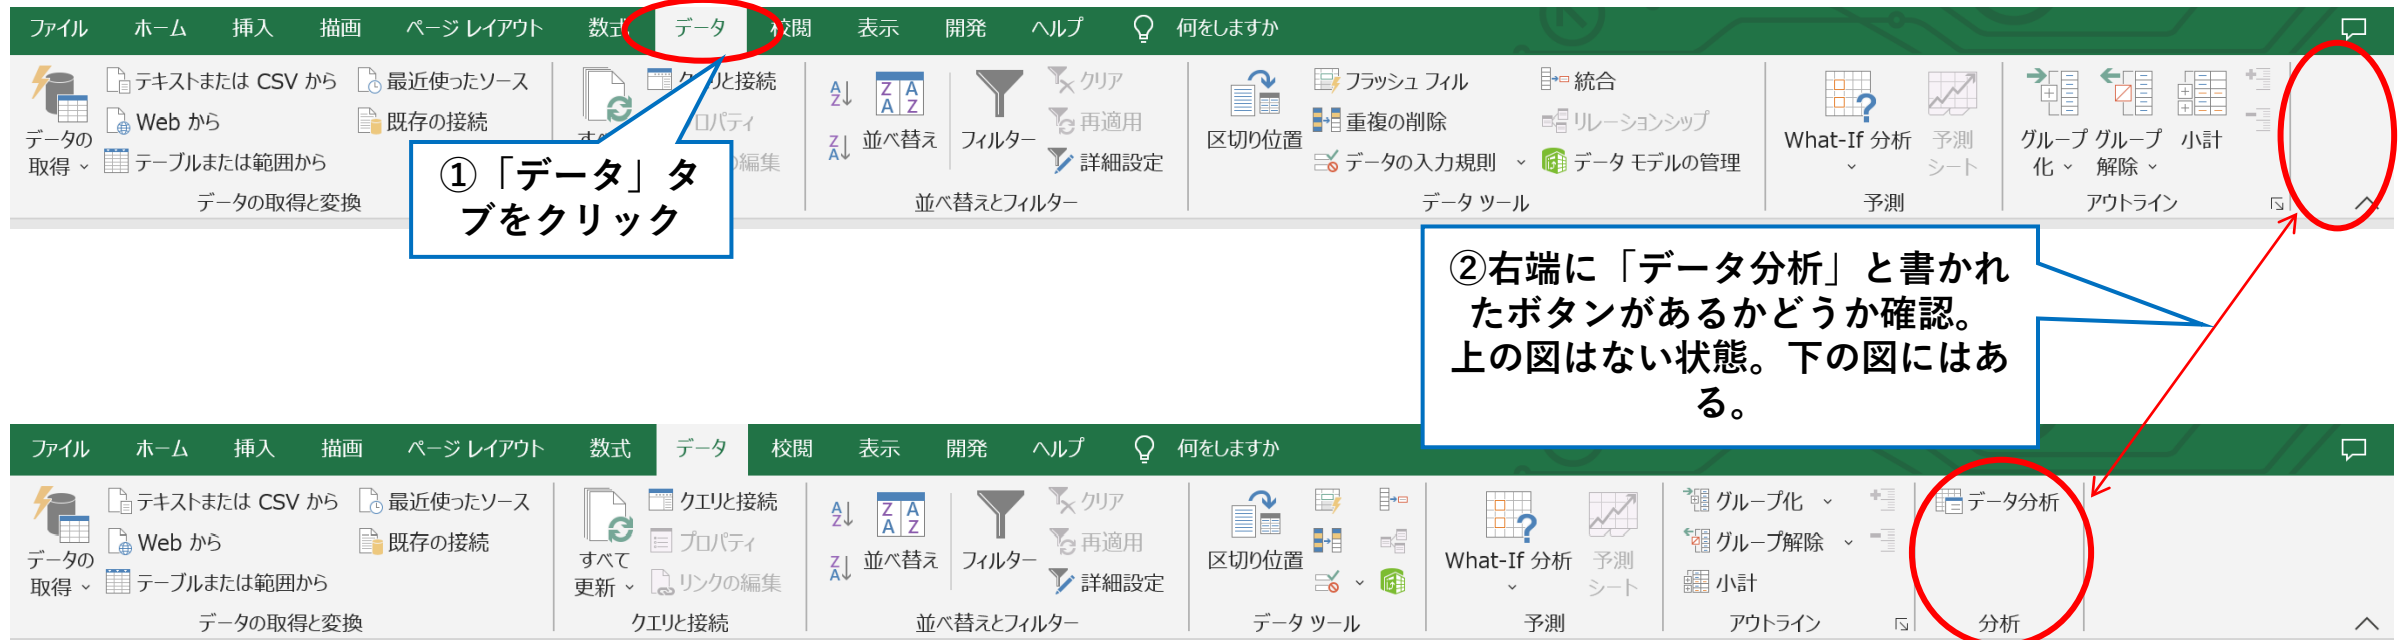 ファイル ホーム 挿入 描画 ページ レイアウト 数式 データ 校閲 表示 開発 ヘルプ 何をしますか
データの
取得
テキストまたは CSV から
Web から
テーブルまたは範囲から
最近使ったソース
既存の接続
データの取得と変換
①「データ」タ
ブをクリック
並べ替え
フィルター
クリア
再適用
詳細設定
並べ替えとフィルター
区切り位置
フラッシュ フィル
重複の削除
データの入力規則
統合
リレーションシップ
データ モデルの管理
データ ツール
What-If 分析
予測
シート
予測
グループ
化
グループ
解除
小計
アウトライン
②右端に「データ分析」と書かれ
たボタンがあるかどうか確認。
上の図はない状態。下の図にはあ
る。
ファイル ホーム 挿入 描画 ページ レイアウト 数式 データ 校閲 表示 開発 ヘルプ 何をしますか
データの
取得
テキストまたは CSV から
Web から
テーブルまたは範囲から
最近使ったソース
既存の接続
データの取得と変換
すべて
更新
クエリと接続
プロパティ
リンクの編集
クエリと接続
並べ替え
フィルター
クリア
再適用
詳細設定
並べ替えとフィルター
区切り位置
データ ツール
What-If 分析
予測
シート
予測
グループ化
グループ解除
小計
アウトライン
データ分析
分析